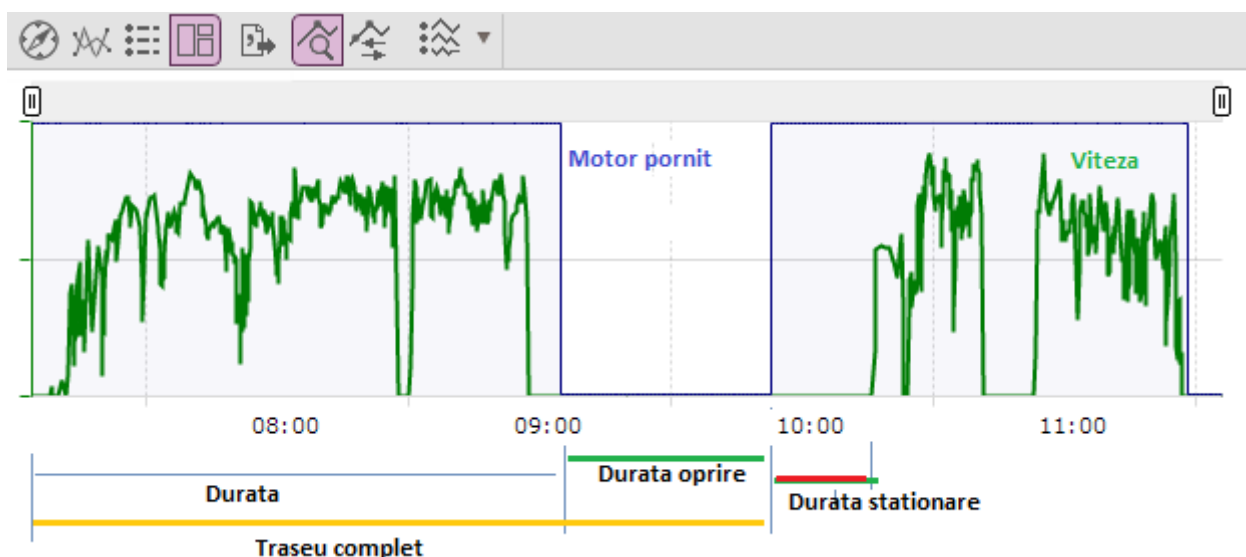 Motor pornit
Viteza
08:00 09:00 10:00 11:00
Durata oprire
Durata
Durata stationare
Traseu complet